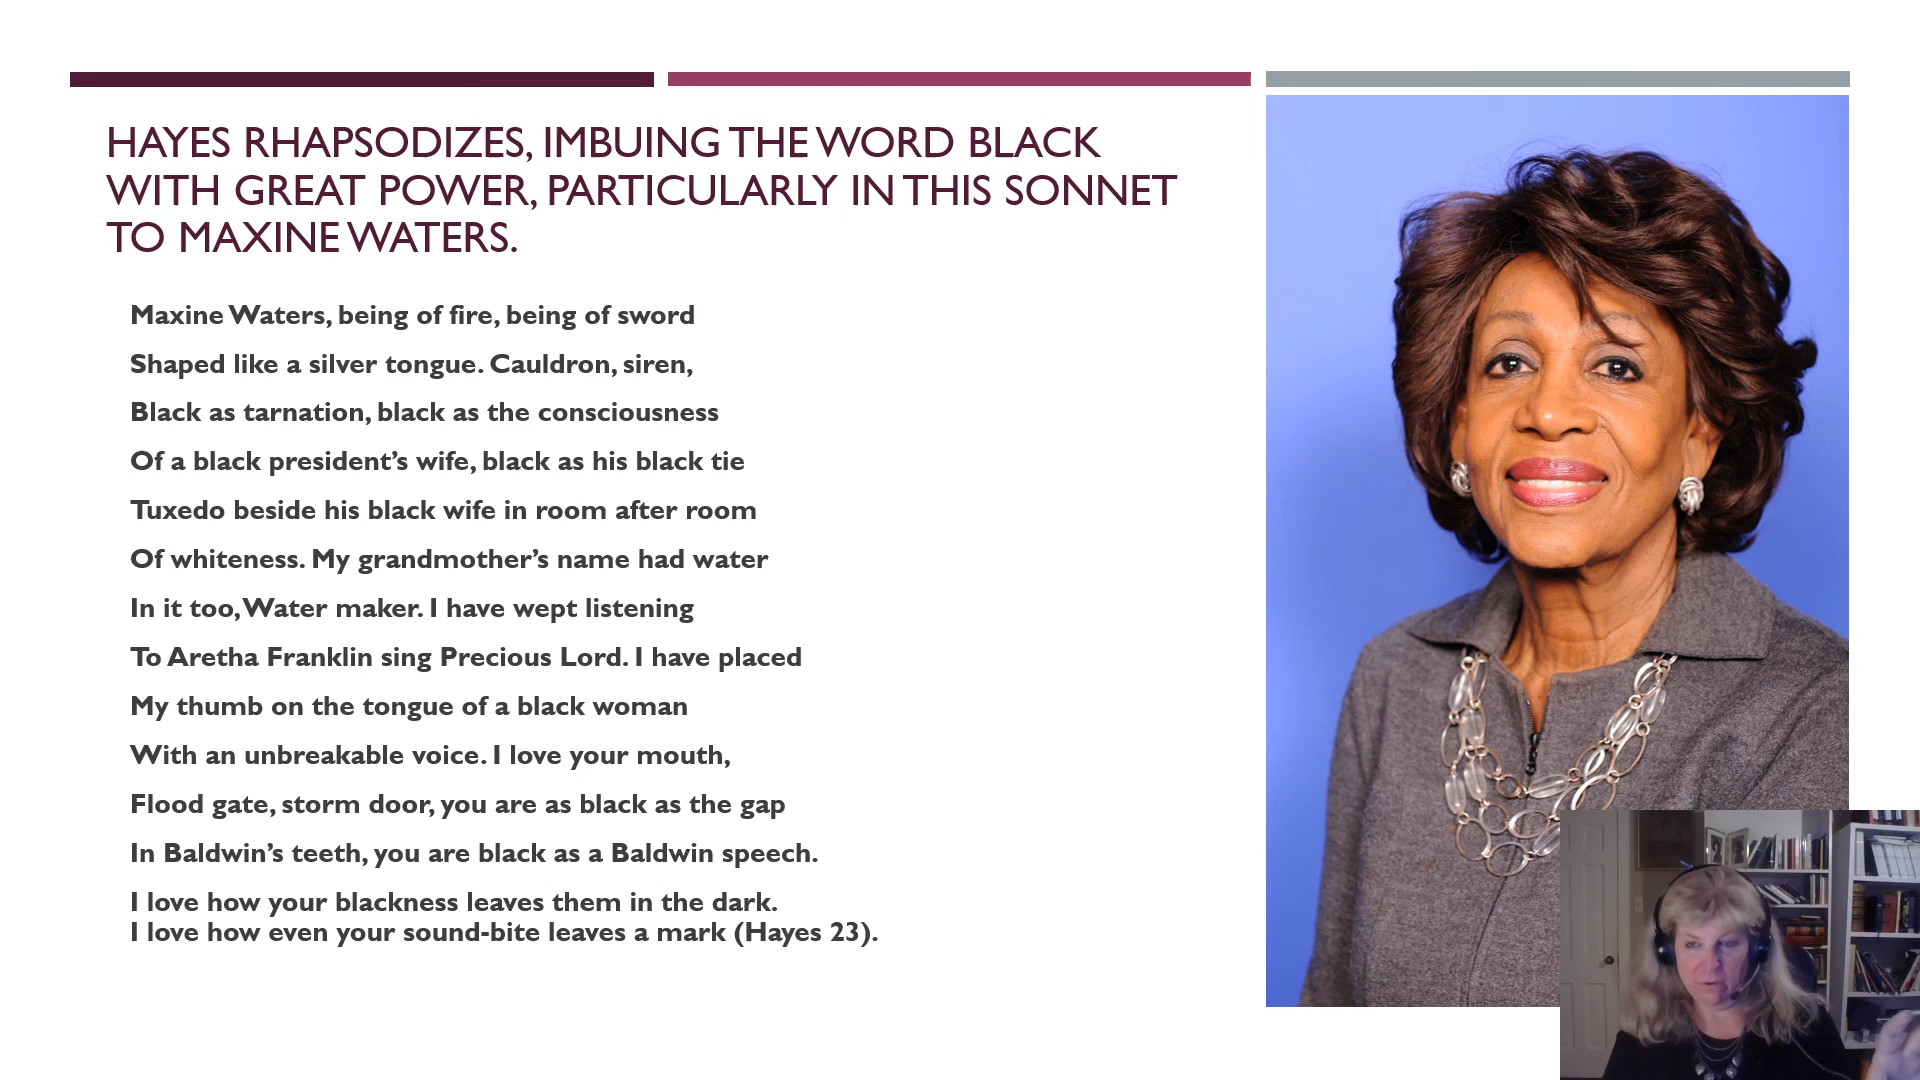 HAYES RHAPSODIZES, IMBUING THE WORD BLACK
WITH GREAT POWER, PARTICULARLY IN THIS SONNET
TO MAXINE WATERS.
Maxine Waters, being of fire, being of sword
Shaped like a silver tongue. Cauldron, siren,
Black as tarnation, black as the consciousness
Of a black president’s wife, black as his black tie
Tuxedo beside his black wife in room after room
Of whiteness. My grandmother’s name had water
In it too, Water maker. I have wept listening
To Aretha Franklin sing Precious Lord. I have placed
My thumb on the tongue of a black woman
With an unbreakable voice. I love your mouth,
Flood gate, storm door, you are as black as the gap
In Baldwin’s teeth, you are black as a Baldwin speech.
I love how your blackness leaves them in the dark.
I love how even your sound-bite leaves a mark (Hayes 23).